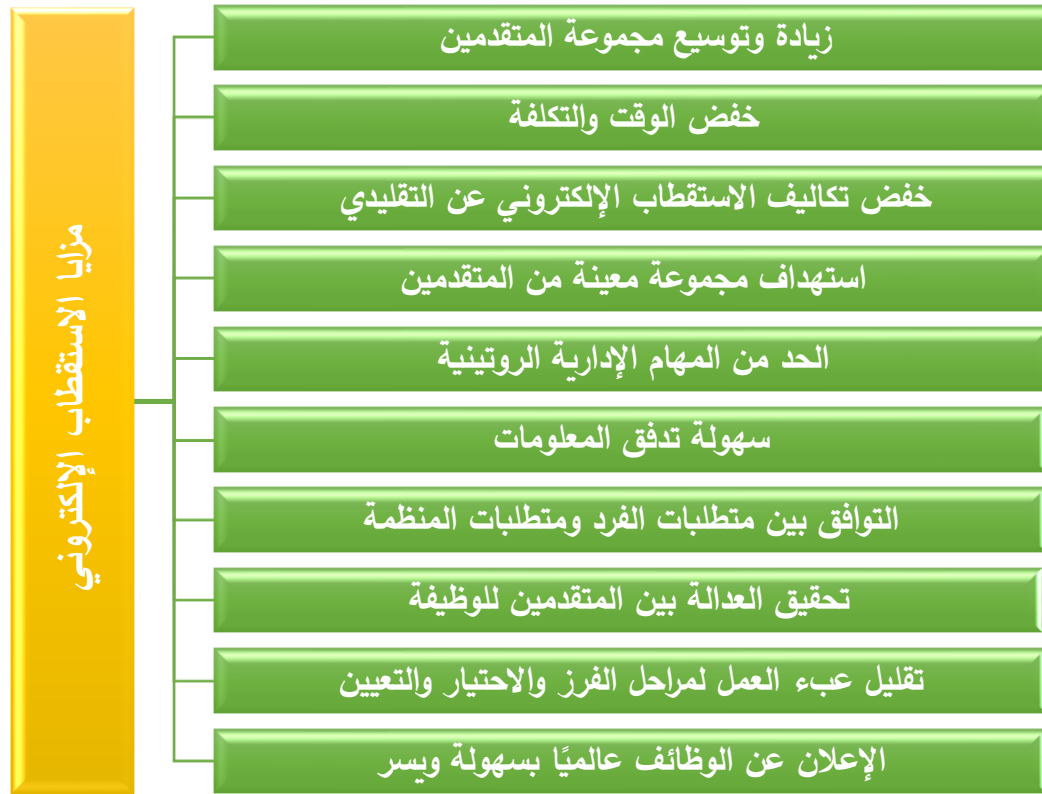 مزايا الاستقطاب الإلكتروني
زيادة وتوسيع مجموعة المتقدمين
خفض الوقت والتكلفة
خفض تكاليف الاستقطاب الإلكتروني عن التقليدي
استهداف مجموعة معينة من المتقدمين
الحد من المهام الإدارية الروتينية
سهولة تدفق المعلومات
التوافق بين متطلبات الفرد ومتطلبات المنظمة
تحقيق العدالة بين المتقدمين للوظيفة
تقليل عبء العمل لمراحل الفرز والاحتيار والتعيين
الإعلان عن الوظائف عالميًا بسهولة ويسر